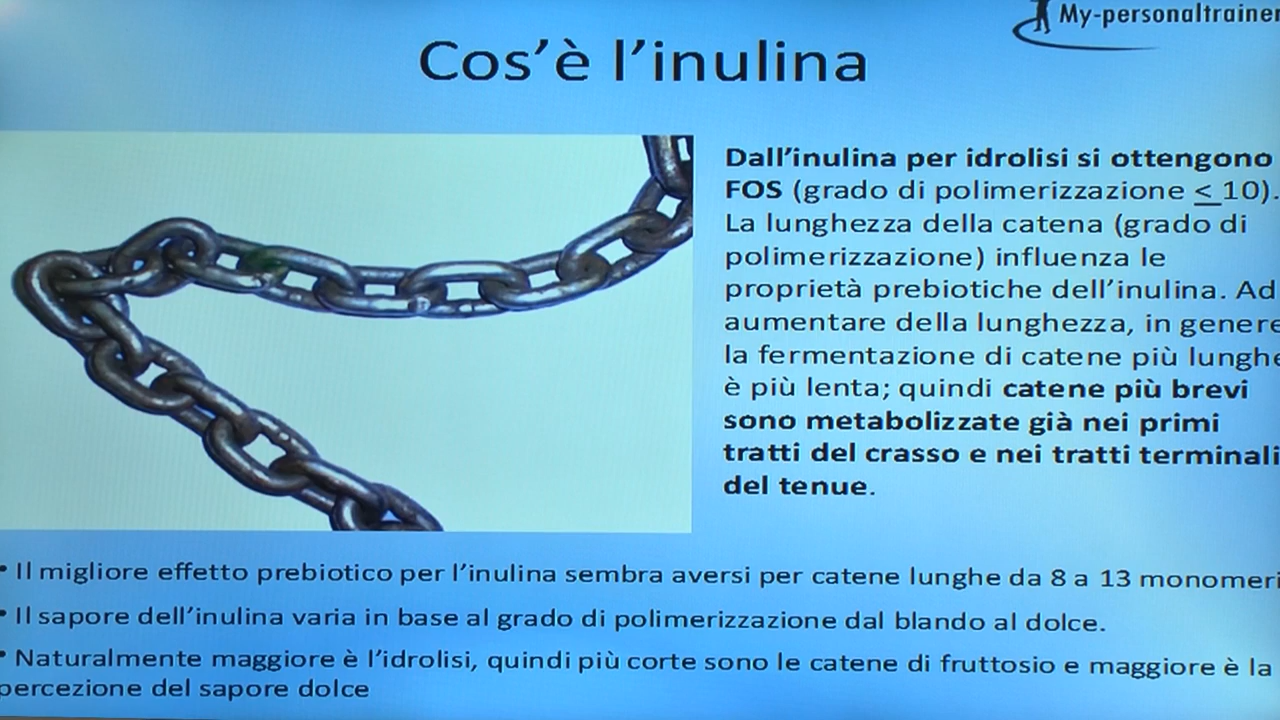 My-personaltrainer
Cos'è l'inulina
Dall'inulina per idrolisi si ottengono
FOS (grado di polimerizzazione < 10).
La lunghezza della catena (grado di
polimerizzazione) influenza le
proprietà prebiotiche dell'inulina. Ad
aumentare della lunghezza, in genere
la fermentazione di catene più lunghe
è più lenta; quindi catene più brevi
sono metabolizzate già nei primi
tratti del crasso e nei tratti terminali
del tenue.
• Il migliore effetto prebiotico per l'inulina sembra aversi per catene lunghe da 8 a 13 monomeri
• Il sapore dell'inulina varia in base al grado di polimerizzazione dal blando al dolce.
• Naturalmente maggiore è l'idrolisi, quindi più corte sono le catene di fruttosio e maggiore è la
percezione del sapore dolce